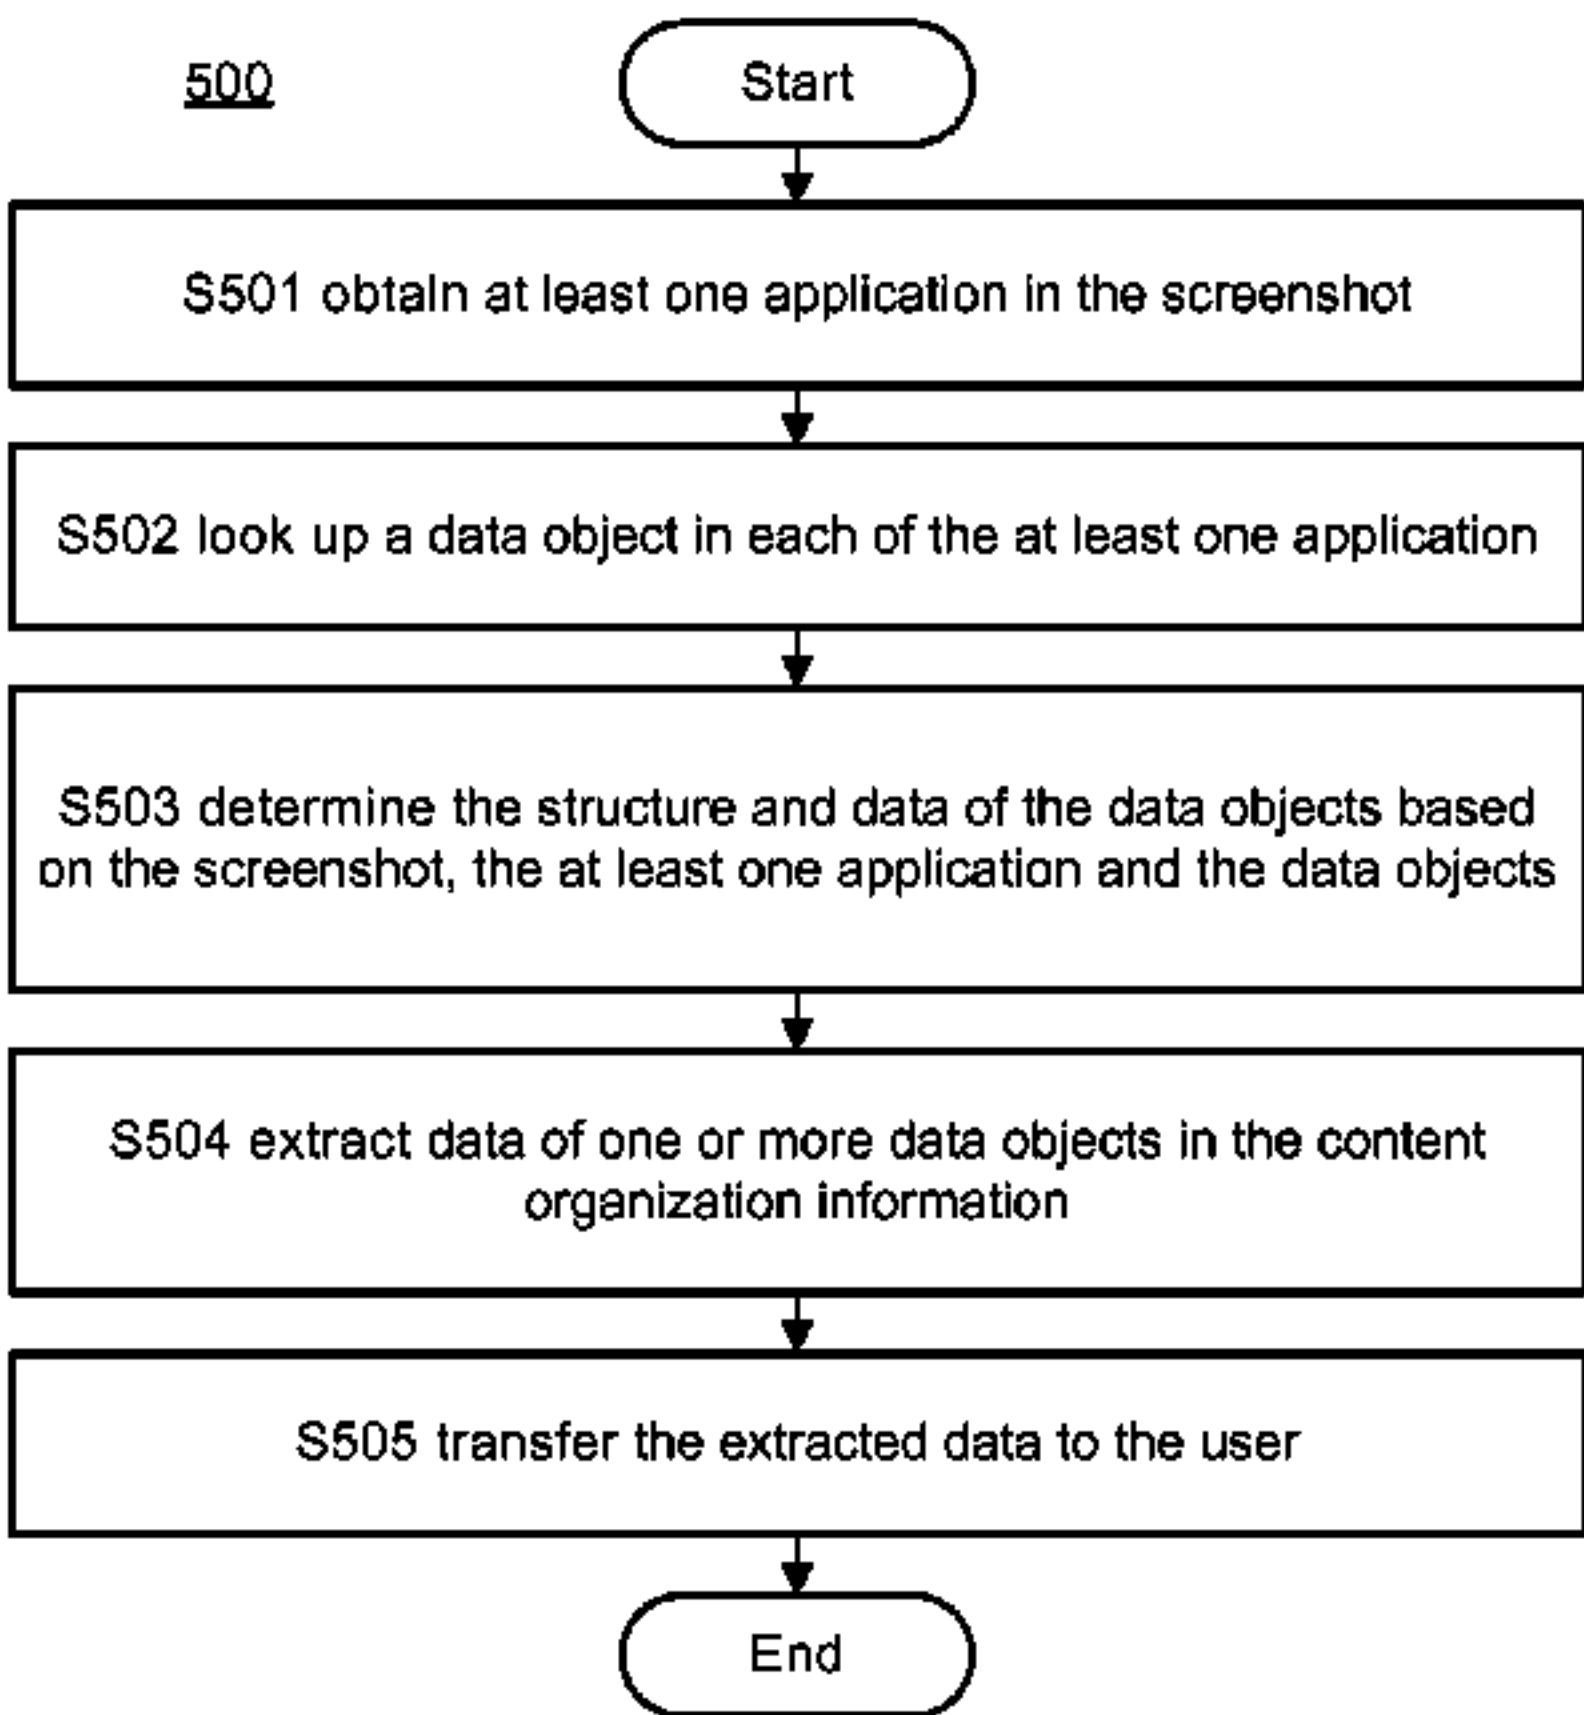 500
Start
S501 obtain at least one application in the screenshot
S502 look up a data object in each of the at least one application
S503 determine the structure and data of the data objects based
on the screenshot, the at least one application and the data objects
S504 extract data of one or more data objects in the content
organization information
S505 transfer the extracted data to the user
End